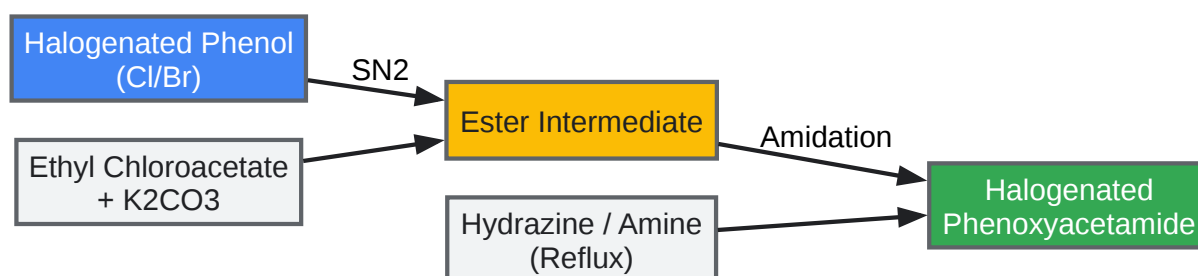 Halogenated Phenol
(Cl/Br)
SN2
Ester Intermediate
Ethyl Chloroacetate
+ K2CO3
Amidation
Halogenated
Phenoxyacetamide
Hydrazine / Amine
(Reflux)